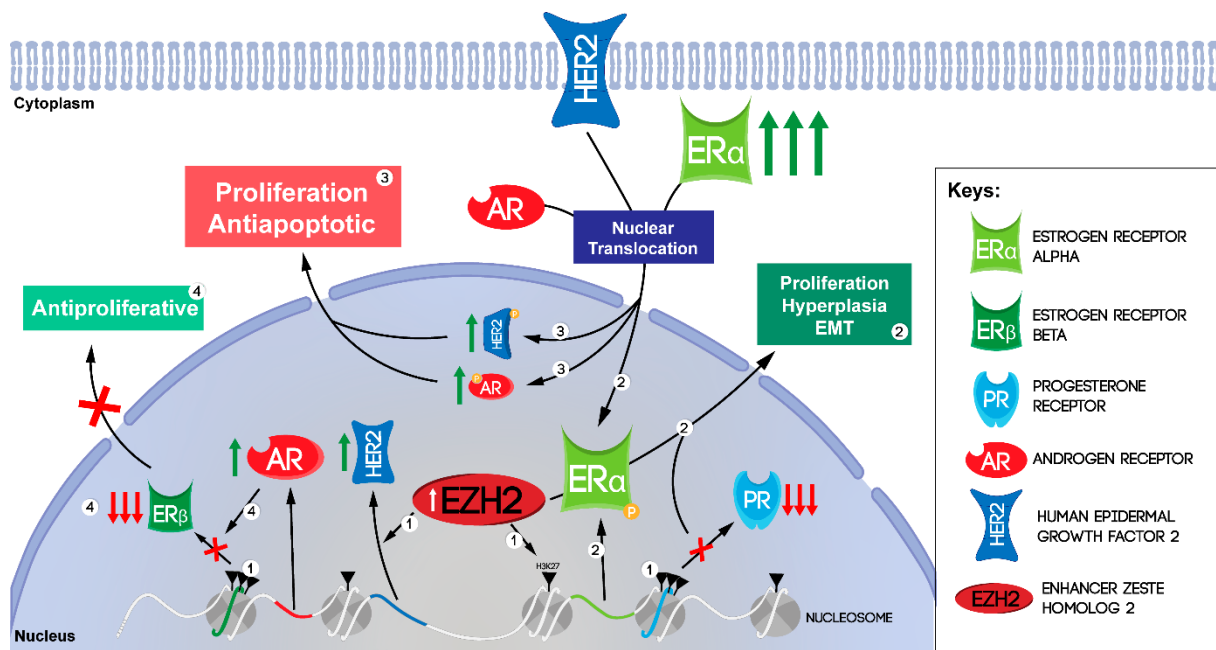 HER2
Cytoplasm
ERα
3
Proliferation
Antiapoptotic
AR
Nuclear
Translocation
4
Antiproliferative
Proliferation
Hyperplasia
EMT
2
P
HER2
3
P
AR
3
2
2
AR
HER2
ERα
P
EZH2
PR
4
ERβ
4
1
1
2
1
H3K27
1
NUCLEOSOME
Nucleus
Keys:
ERα
ESTROGEN RECEPTOR
ALPHA
ERβ
ESTROGEN RECEPTOR
BETA
PR
PROGESTERONE
RECEPTOR
AR
ANDROGEN RECEPTOR
HER2
HUMAN EPIDERMAL
GROWTH FACTOR 2
EZH2
ENHANCER ZESTE
HOMOLOG 2